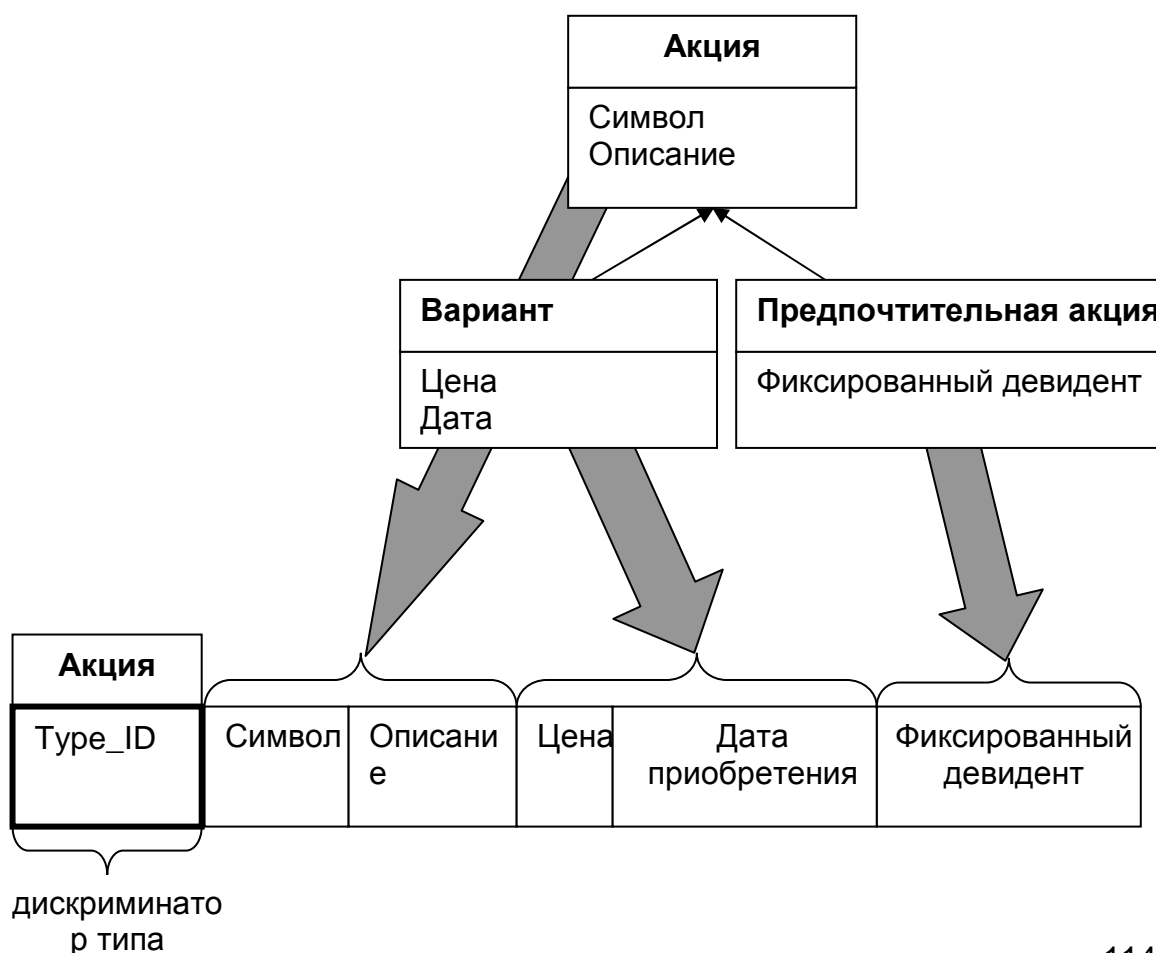 Акция
Символ
Описание
Вариант
Предпочтительная акция
Цена
Дата
Фиксированный девидент
Акция
Type_ID
Символ
Описани
е
Цена
Дата
приобретения
Фиксированный
девидент
дискриминато
р типа
114